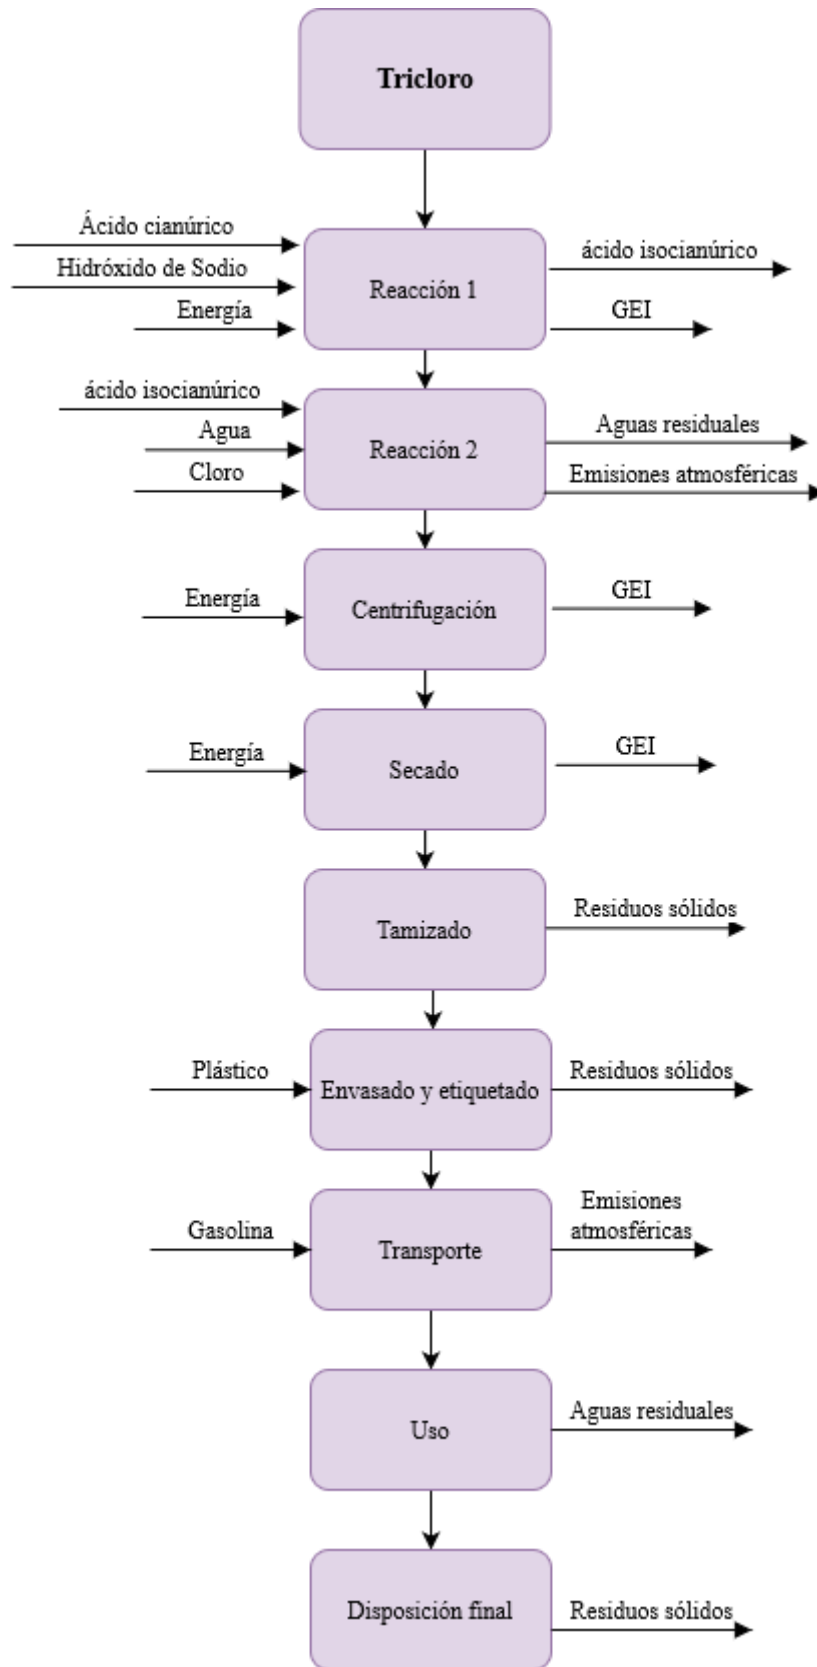 Tricloro
Ácido cianúrico
Hidróxido de Sodio
Energía
Reacción 1
ácido isocianúrico
GEI
ácido isocianúrico
Agua
Cloro
Reacción 2
Aguas residuales
Emisiones atmosféricas
Energía
Centrifugación
GEI
Energía
Secado
GEI
Tamizado
Residuos sólidos
Plástico
Envasado y etiquetado
Residuos sólidos
Gasolina
Transporte
Emisiones
atmosféricas
Uso
Aguas residuales
Disposición final
Residuos sólidos